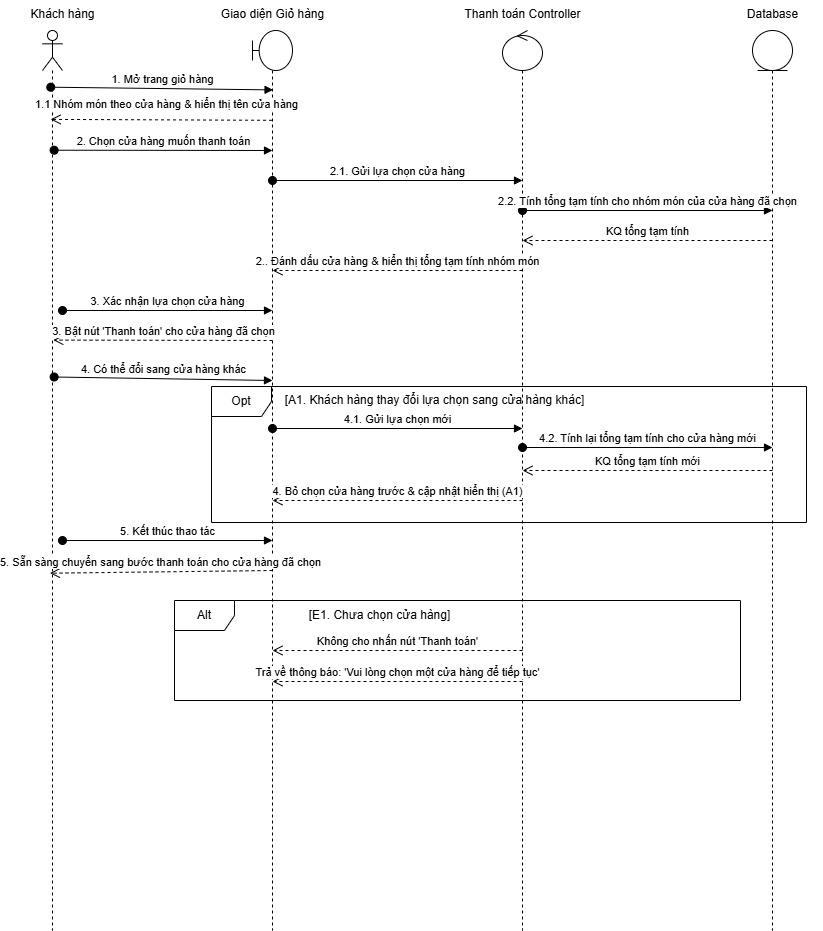 Khách hàng
Giao diện Giỏ hàng
Thanh toán Controller
Database
1. Mở trang giỏ hàng
1.1 Nhóm món theo cửa hàng & hiển thị tên cửa hàng
2. Chọn cửa hàng muốn thanh toán
2.1. Gửi lựa chọn cửa hàng
2.2. Tính tổng tạm tính cho nhóm món của cửa hàng đã chọn
KQ tổng tạm tính
2.. Đánh dấu cửa hàng & hiển thị tổng tạm tính nhóm món
3. Xác nhận lựa chọn cửa hàng
3. Bật nút 'Thanh toán' cho cửa hàng đã chọn
4. Có thể đổi sang cửa hàng khác
Opt
[A1. Khách hàng thay đổi lựa chọn sang cửa hàng khác]
4.1. Gửi lựa chọn mới
4.2. Tính lại tổng tạm tính cho cửa hàng mới
KQ tổng tạm tính mới
4. Bỏ chọn cửa hàng trước & cập nhật hiển thị (A1)
5. Kết thúc thao tác
5. Sẵn sàng chuyển sang bước thanh toán cho cửa hàng đã chọn
Alt
[E1. Chưa chọn cửa hàng]
Không cho nhấn nút 'Thanh toán'
Trả về thông báo: 'Vui lòng chọn một cửa hàng để tiếp tục'